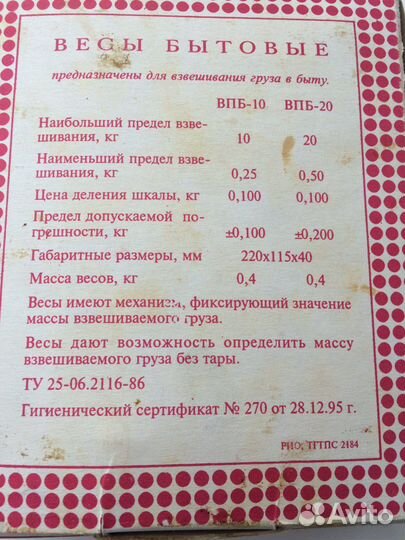 ВЕСЫ БЫТОВЫЕ
предназначены для взвешивания груза в быту.
ВПБ-10 ВПБ-20
Наибольший предел взве-
шивания, кг 10 20
Наименьший предел взве-
шивания, кг 0,25 0,50
Цена деления шкалы, кг 0,100 0,100
Предел допускаемой по-
грешности, кг ±0,100 ±0,200
Габаритные размеры, мм 220х115х40
Масса весов, кг 0,4 0,4
Весы имеют механизм, фиксирующий значение
массы взвешиваемого груза.
Весы дают возможность определить массу
взвешиваемого груза без тары.
ТУ 25-06.2116-86
Гигиенический сертификат № 270 от 28.12.95 г.
РИО, ТГТПС 2184
Avito